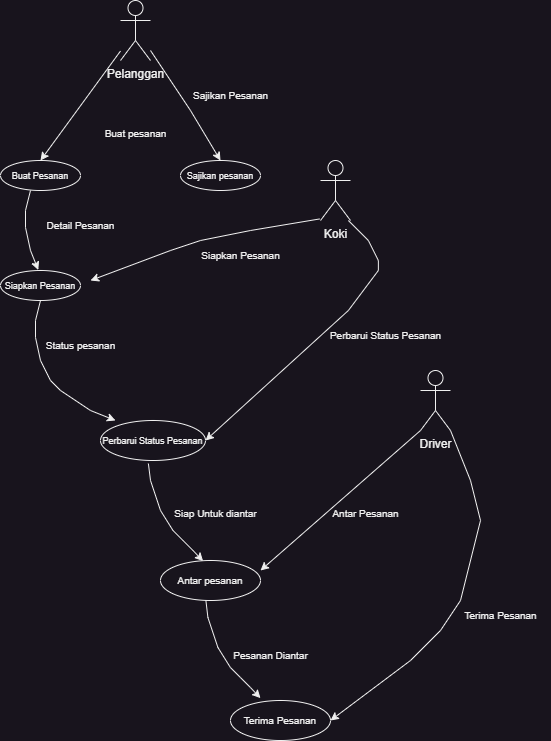 Pelanggan
Sajikan Pesanan
Buat pesanan
Buat Pesanan
Sajikan pesanan
Detail Pesanan
Koki
Siapkan Pesanan
Siapkan Pesanan
Perbarui Status Pesanan
Status pesanan
Perbarui Status Pesanan
Driver
Siap Untuk diantar
Antar Pesanan
Antar pesanan
Terima Pesanan
Pesanan Diantar
Terima Pesanan